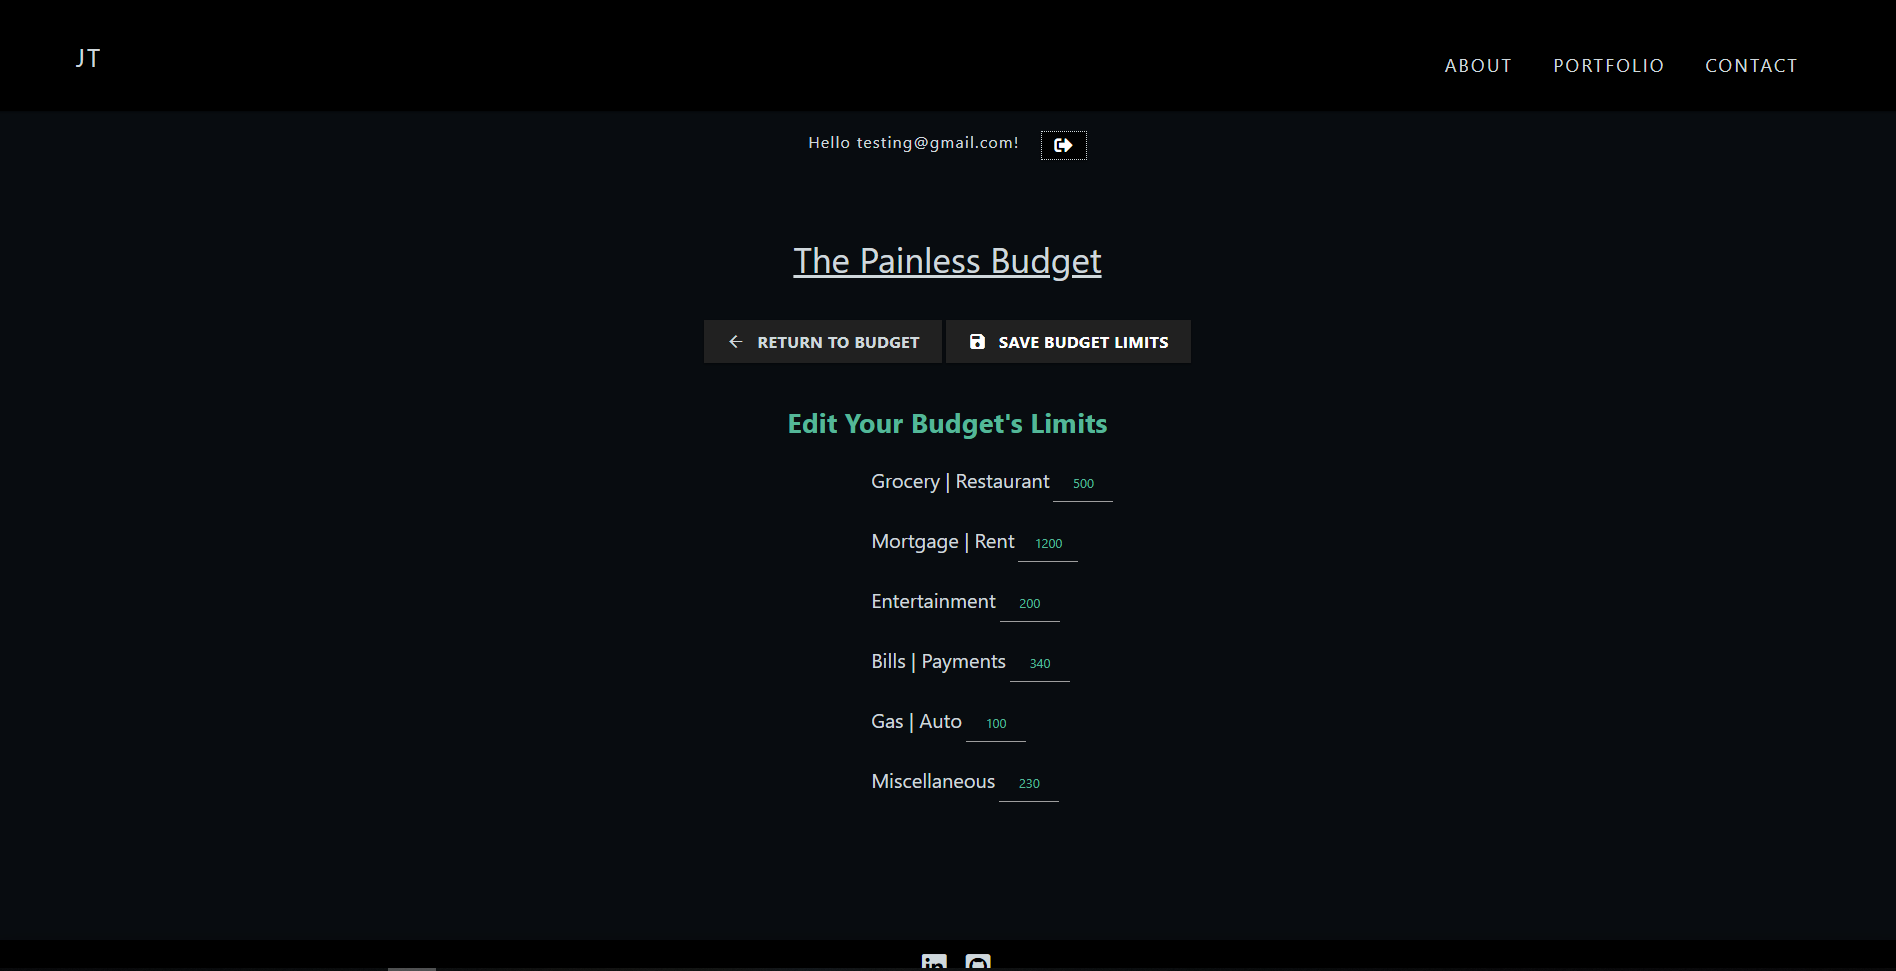 JT
ABOUT PORTFOLIO CONTACT
Hello testing@gmail.com!
The Painless Budget
RETURN TO BUDGET SAVE BUDGET LIMITS
Edit Your Budget's Limits
Grocery | Restaurant 500
Mortgage | Rent 1200
Entertainment 200
Bills | Payments 340
Gas | Auto 100
Miscellaneous 230
in